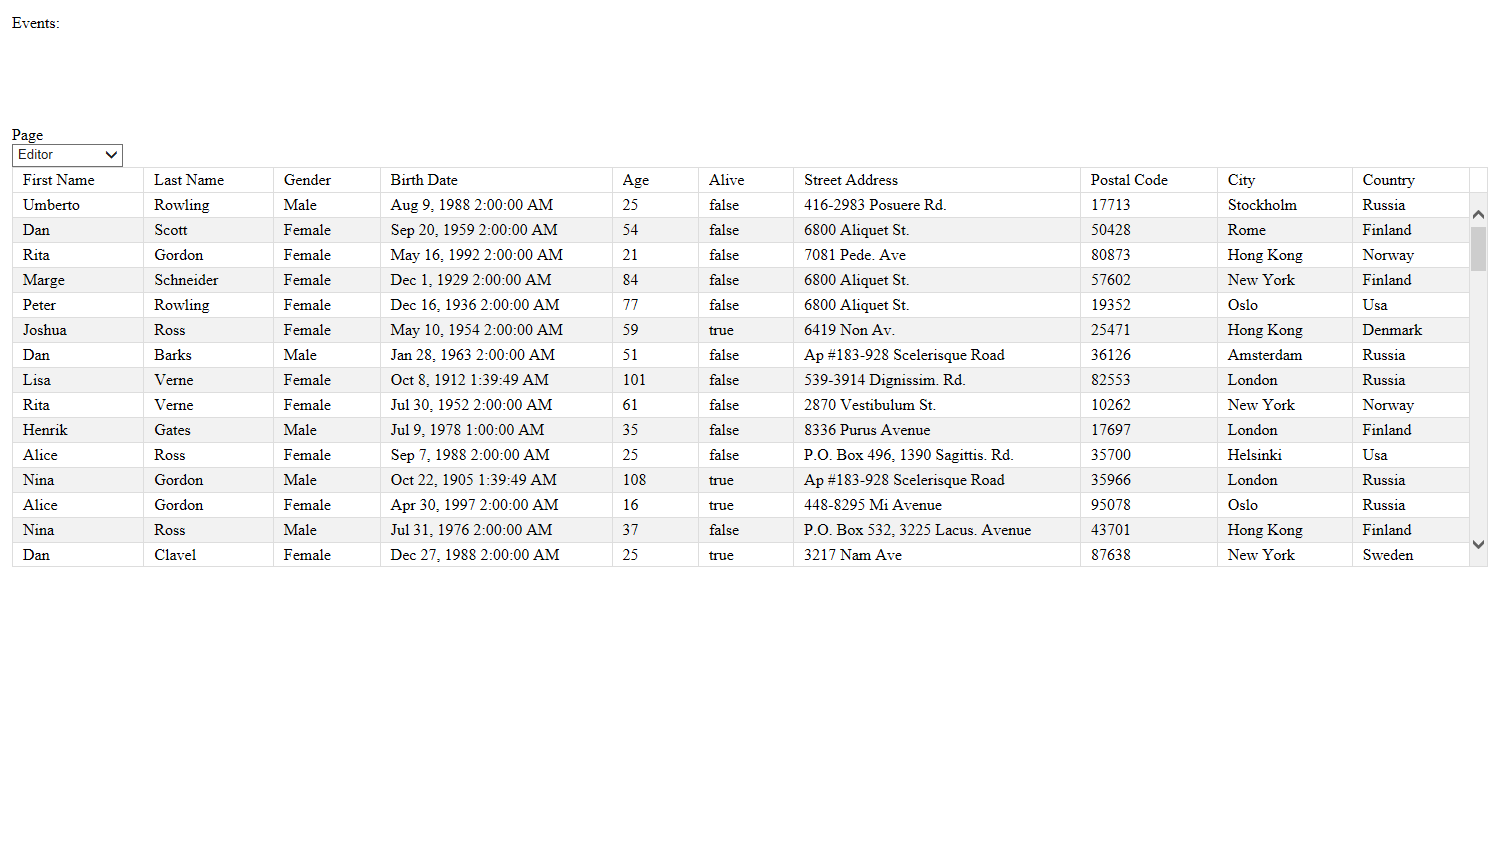 Events:
Page
Editor
First Name Last Name Gender Birth Date Age Alive Street Address Postal Code City Country
Umberto Rowling Male Aug 9, 1988 2:00:00 AM 25 false 416-2983 Posuere Rd. 17713 Stockholm Russia
Dan Scott Female Sep 20, 1959 2:00:00 AM 54 false 6800 Aliquet St. 50428 Rome Finland
Rita Gordon Female May 16, 1992 2:00:00 AM 21 false 7081 Pede. Ave 80873 Hong Kong Norway
Marge Schneider Female Dec 1, 1929 2:00:00 AM 84 false 6800 Aliquet St. 57602 New York Finland
Peter Rowling Female Dec 16, 1936 2:00:00 AM 77 false 6800 Aliquet St. 19352 Oslo Usa
Joshua Ross Female May 10, 1954 2:00:00 AM 59 true 6419 Non Av. 25471 Hong Kong Denmark
Dan Barks Male Jan 28, 1963 2:00:00 AM 51 false Ap #183-928 Scelerisque Road 36126 Amsterdam Russia
Lisa Verne Female Oct 8, 1912 1:39:49 AM 101 false 539-3914 Dignissim. Rd. 82553 London Russia
Rita Verne Female Jul 30, 1952 2:00:00 AM 61 false 2870 Vestibulum St. 10262 New York Norway
Henrik Gates Male Jul 9, 1978 1:00:00 AM 35 false 8336 Purus Avenue 17697 London Finland
Alice Ross Female Sep 7, 1988 2:00:00 AM 25 false P.O. Box 496, 1390 Sagittis. Rd. 35700 Helsinki Usa
Nina Gordon Male Oct 22, 1905 1:39:49 AM 108 true Ap #183-928 Scelerisque Road 35966 London Russia
Alice Gordon Female Apr 30, 1997 2:00:00 AM 16 true 448-8295 Mi Avenue 95078 Oslo Russia
Nina Ross Male Jul 31, 1976 2:00:00 AM 37 false P.O. Box 532, 3225 Lacus. Avenue 43701 Hong Kong Finland
Dan Clavel Female Dec 27, 1988 2:00:00 AM 25 true 3217 Nam Ave 87638 New York Sweden